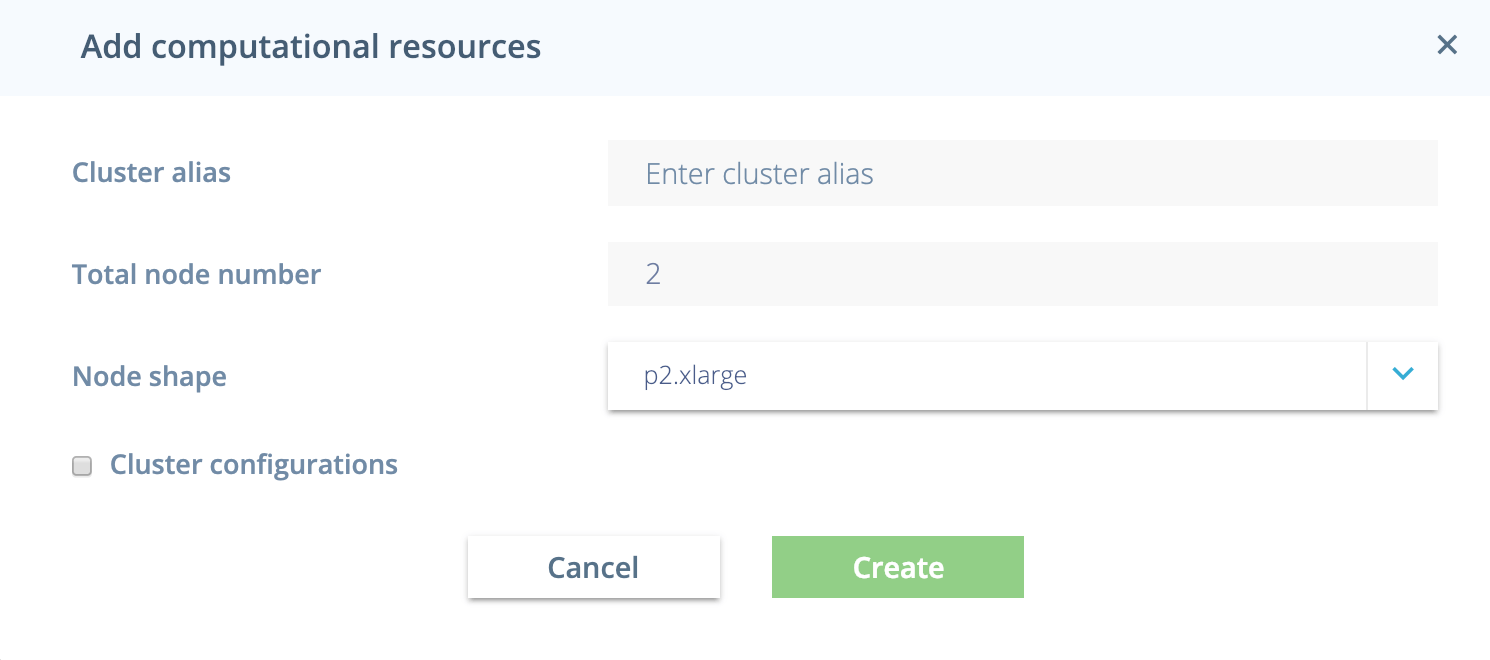 Add computational resources
Cluster alias
Enter cluster alias
Total node number
2
Node shape
p2.xlarge
Cluster configurations
Cancel
Create